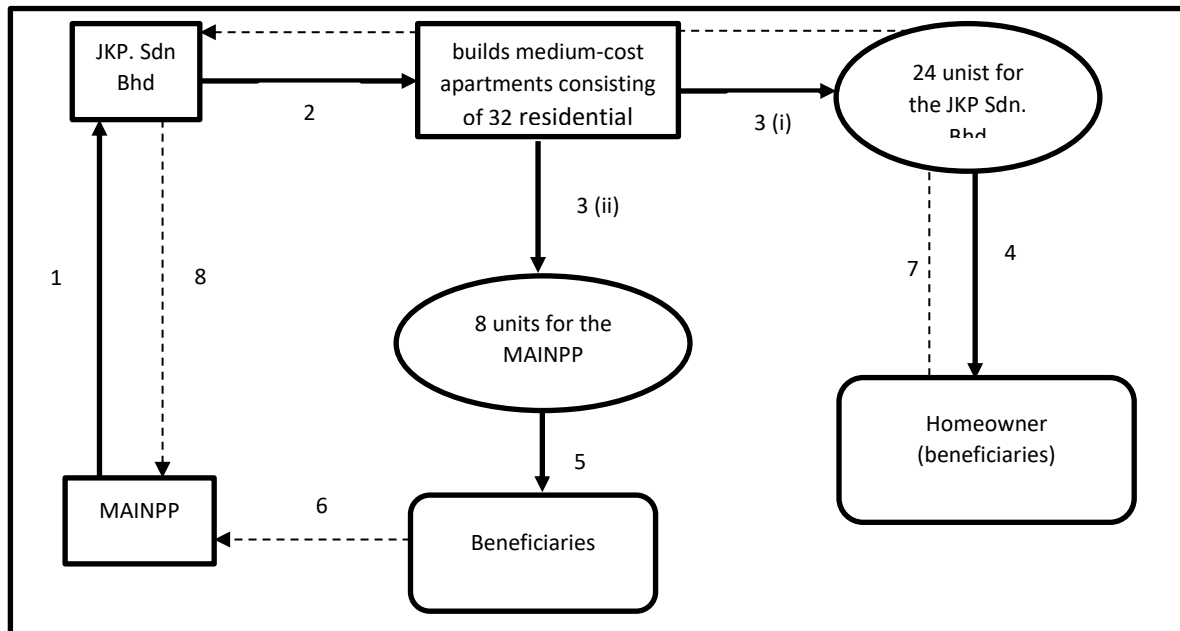 JKP. Sdn
Bhd
builds medium-cost
apartments consisting
of 32 residential
24 unist for
the JKP Sdn.
Bhd
2
3 (i)
3 (ii)
1
8
7
4
8 units for the
MAINPP
Homeowner
(beneficiaries)
5
MAINPP
6
Beneficiaries